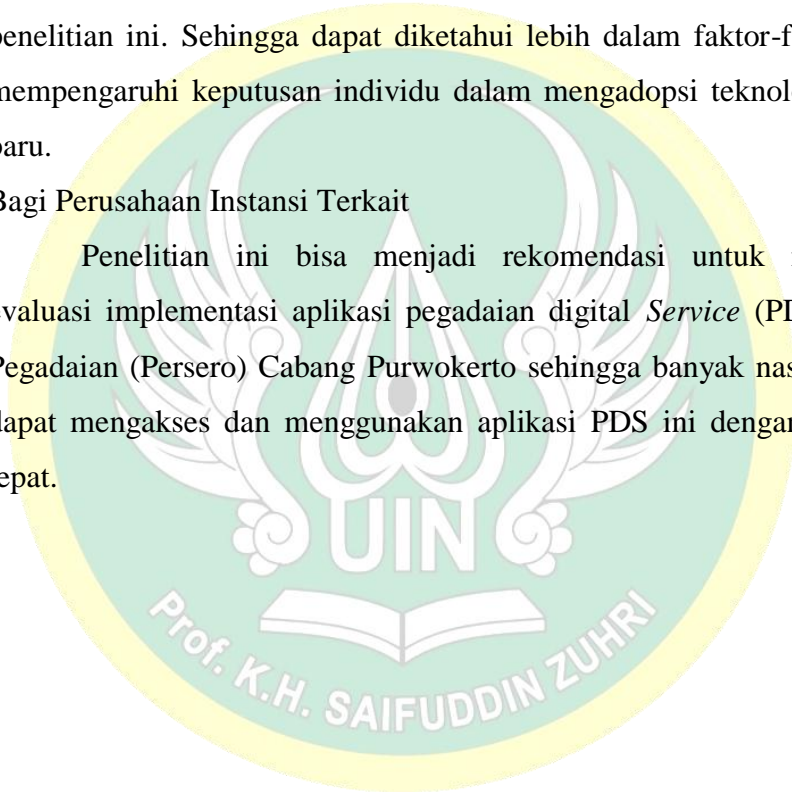 penelitian ini. Sehingga dapat diketahui lebih dalam faktor-f
mempengaruhi keputusan individu dalam mengadopsi teknol
baru.
Bagi Perusahaan Instansi Terkait
Penelitian ini bisa menjadi rekomendasi untuk
evaluasi implementasi aplikasi pegadaian digital Service (PD
Pegadaian (Persero) Cabang Purwokerto sehingga banyak nas
dapat mengakses dan menggunakan aplikasi PDS ini dengan
tepat.
UIN
Prof. K.H. SAIFUDDIN ZUHRI